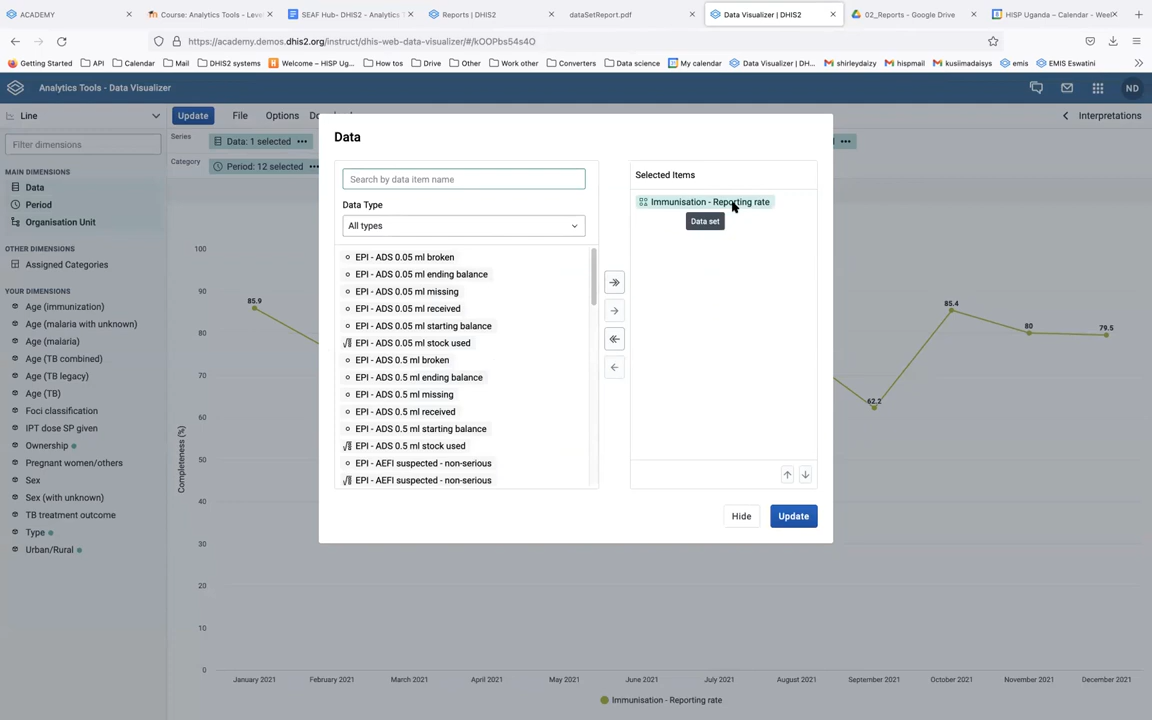 ACADEMY
Course: Analytics Tools - Leve
SEAF Hub- DHIS2 - Analytics
Reports | DHIS2
dataSetReport.pdf
Data Visualizer | DHIS2
02_Reports - Google Drive
HISP Uganda – Calendar - Wee
https://academy.demos.dhis2.org/instruct/dhis-web-data-visualizer/#/kOOPbs54s4O
Getting Started
API
Calendar
Mail
DHIS2 systems
Welcome – HISP Ug...
How tos
Drive
Other
Work other
Converters
Data science
My calendar
Data Visualizer | DH...
shirleydaizy
hispmail
kusiimadaisys
emis
EMIS Eswatini
Analytics Tools - Data Visualizer
ND
Line
Update
File
Options
Interpretations
Filter dimensions
Series
Data: 1 selected
Category
Period: 12 selected
MAIN DIMENSIONS
Data
Period
Organisation Unit
OTHER DIMENSIONS
Assigned Categories
YOUR DIMENSIONS
Age (immunization)
Age (malaria with unknown)
Age (malaria)
Age (TB combined)
Age (TB legacy)
Age (TB)
Foci classification
IPT dose SP given
Ownership
Pregnant women/others
Sex
Sex (with unknown)
TB treatment outcome
Type
Urban/Rural
Data
Search by data item name
Data Type
All types
EPI - ADS 0.05 ml broken
EPI - ADS 0.05 ml ending balance
EPI - ADS 0.05 ml missing
EPI - ADS 0.05 ml received
EPI - ADS 0.05 ml starting balance
EPI - ADS 0.05 ml stock used
EPI - ADS 0.5 ml broken
EPI - ADS 0.5 ml ending balance
EPI - ADS 0.5 ml missing
EPI - ADS 0.5 ml received
EPI - ADS 0.5 ml starting balance
EPI - ADS 0.5 ml stock used
EPI - AEFI suspected - non-serious
EPI - AEFI suspected - non-serious
Selected Items
Immunisation - Reporting rate
Data set
Hide
Update
Completeness (%)
100
90
80
70
60
50
40
30
20
10
0
85.9
62.2
85.4
80
79.5
January 2021
February 2021
March 2021
April 2021
May 2021
June 2021
July 2021
August 2021
September 2021
October 2021
November 2021
December 2021
Immunisation - Reporting rate